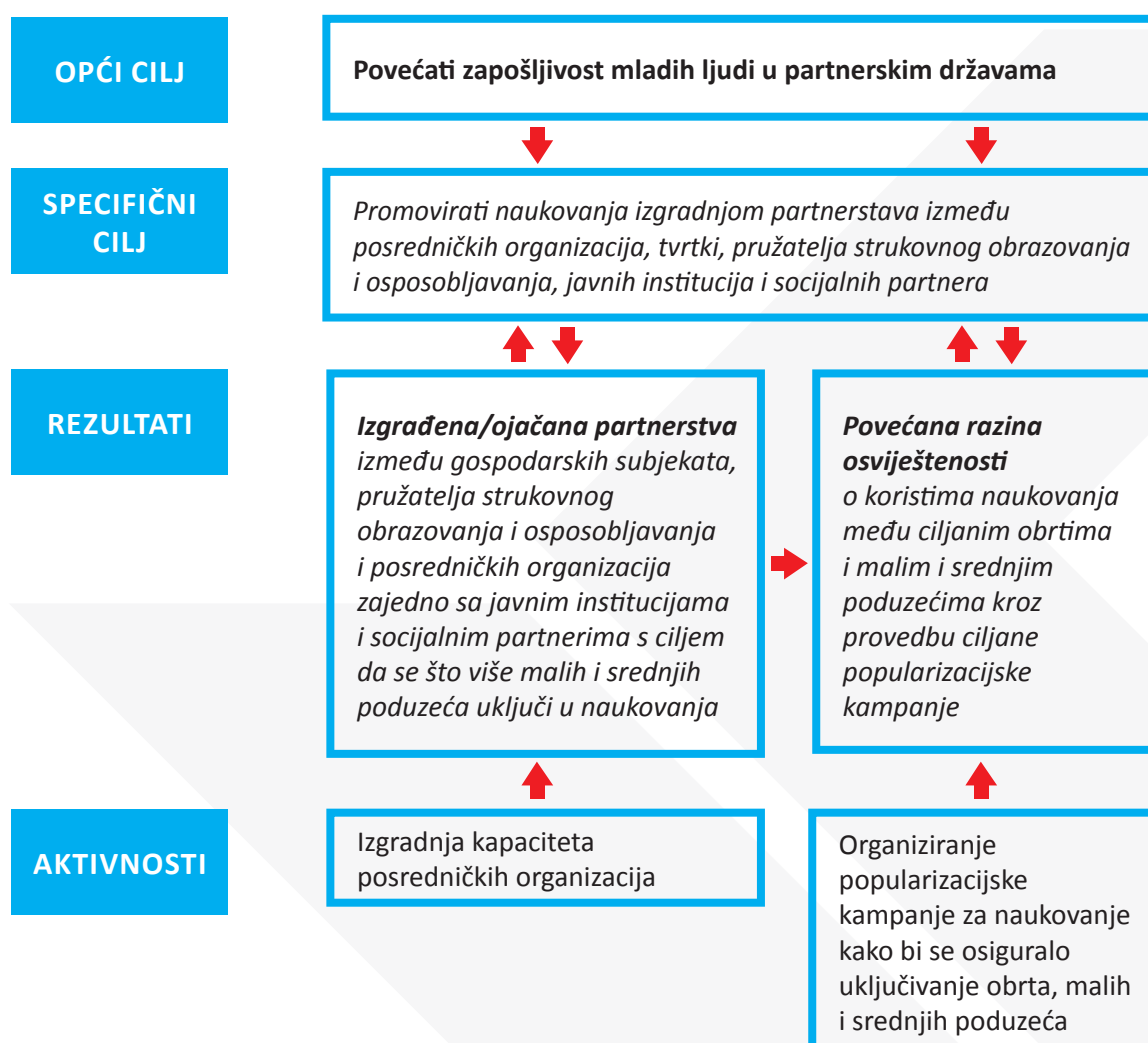 OPĆI CILJ
Povećati zapošljivost mladih ljudi u partnerskim državama
SPECIFIČNI
CILJ
Promovirati naukovanja izgradnjom partnerstava između
posredničkih organizacija, tvrtki, pružatelja strukovnog obrazovanja
i osposobljavanja, javnih institucija i socijalnih partnera
REZULTATI
Izgrađena/ojačana partnerstva
između gospodarskih subjekata,
pružatelja strukovnog
obrazovanja i osposobljavanja
i posredničkih organizacija
zajedno sa javnim institucijama
i socijalnim partnerima s ciljem
da se što više malih i srednjih
poduzeća uključi u naukovanja
Povećana razina
osviještenosti
o koristima naukovanja
među ciljanim obrtima
i malim i srednjim
poduzećima kroz
provedbu ciljane
popularizacijske
kampanje
AKTIVNOSTI
Izgradnja kapaciteta
posredničkih organizacija
Organiziranje
popularizacijske
kampanje za naukovanje
kako bi se osiguralo
uključivanje obrta, malih
i srednjih poduzeća